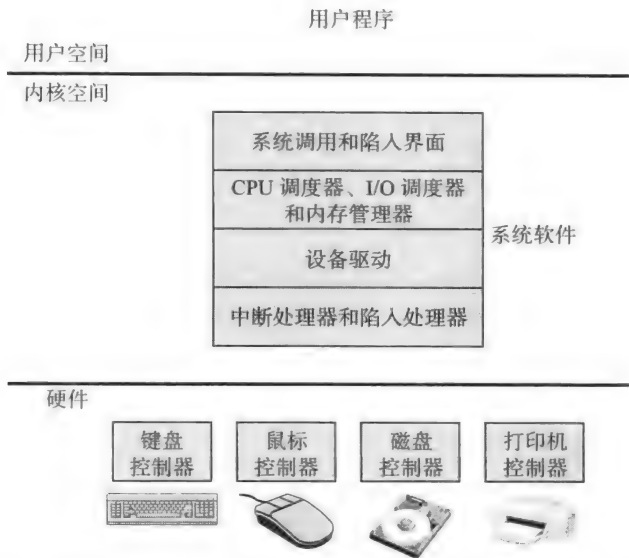 用户程序
用户空间
内核空间
系统调用和陷入界面
CPU 调度器、I/O 调度器
和内存管理器
系统软件
设备驱动
中断处理器和陷入处理器
硬件
键盘
控制器
鼠标
控制器
磁盘
控制器
打印机
控制器